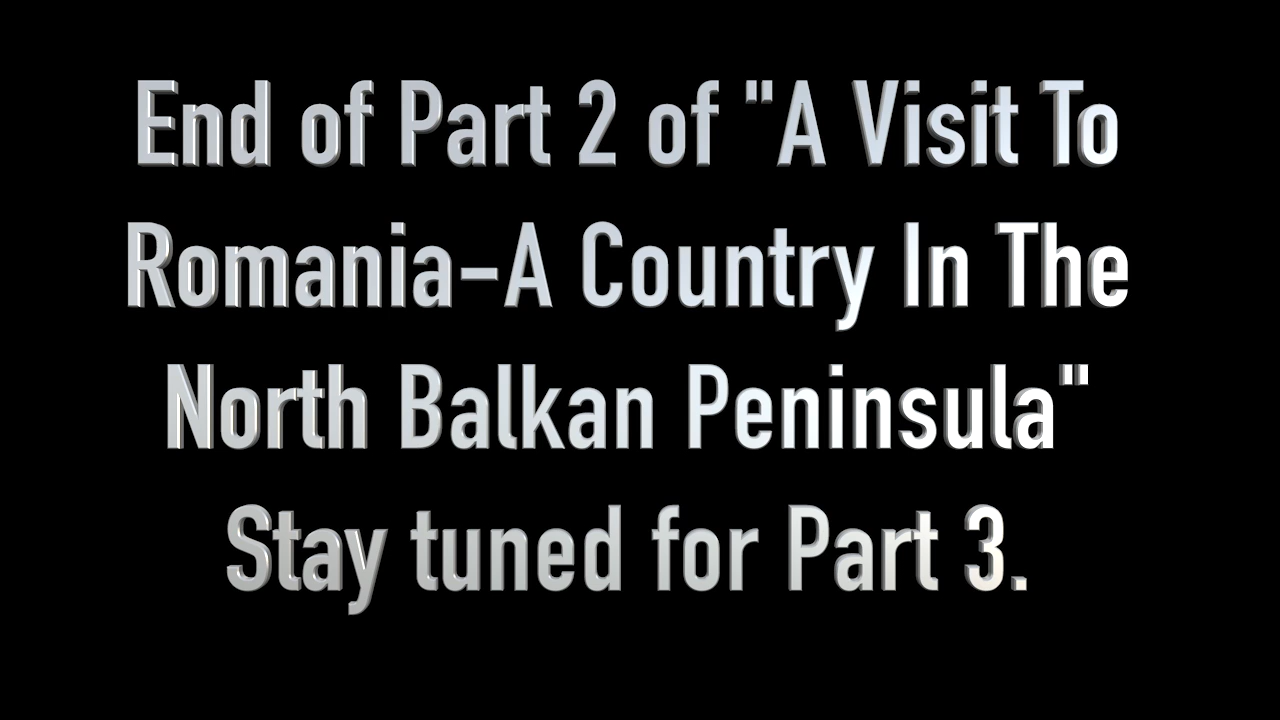 End of Part 2 of "A Visit To
Romania–A Country In The
North Balkan Peninsula"
Stay tuned for Part 3.